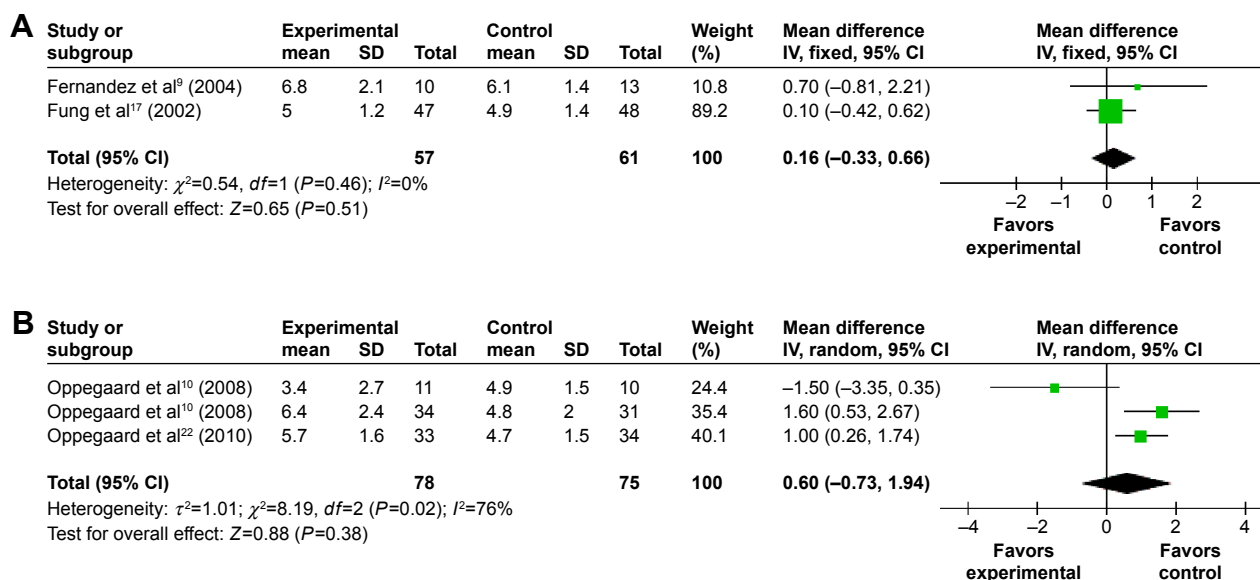 A Study or Experimental Control Weight Mean difference Mean difference
subgroup mean SD Total mean SD Total (%) IV, fixed, 95% CI IV, fixed, 95% CI
Fernandez et al⁹ (2004) 6.8 2.1 10 6.1 1.4 13 10.8 0.70 (–0.81, 2.21)
Fung et al¹⁷ (2002) 5 1.2 47 4.9 1.4 48 89.2 0.10 (–0.42, 0.62)
Total (95% CI) 57 61 100 0.16 (–0.33, 0.66)
Heterogeneity: χ²=0.54, df=1 (P=0.46); I²=0%
Test for overall effect: Z=0.65 (P=0.51)
–2 –1 0 1 2
Favors Favors
experimental control
B Study or Experimental Control Weight Mean difference Mean difference
subgroup mean SD Total mean SD Total (%) IV, random, 95% CI IV, random, 95% CI
Oppegaard et al¹⁰ (2008) 3.4 2.7 11 4.9 1.5 10 24.4 –1.50 (–3.35, 0.35)
Oppegaard et al¹⁰ (2008) 6.4 2.4 34 4.8 2 31 35.4 1.60 (0.53, 2.67)
Oppegaard et al²² (2010) 5.7 1.6 33 4.7 1.5 34 40.1 1.00 (0.26, 1.74)
Total (95% CI) 78 75 100 0.60 (–0.73, 1.94)
Heterogeneity: τ²=1.01; χ²=8.19, df=2 (P=0.02); I²=76%
Test for overall effect: Z=0.88 (P=0.38)
–4 –2 0 2 4
Favors Favors
experimental control